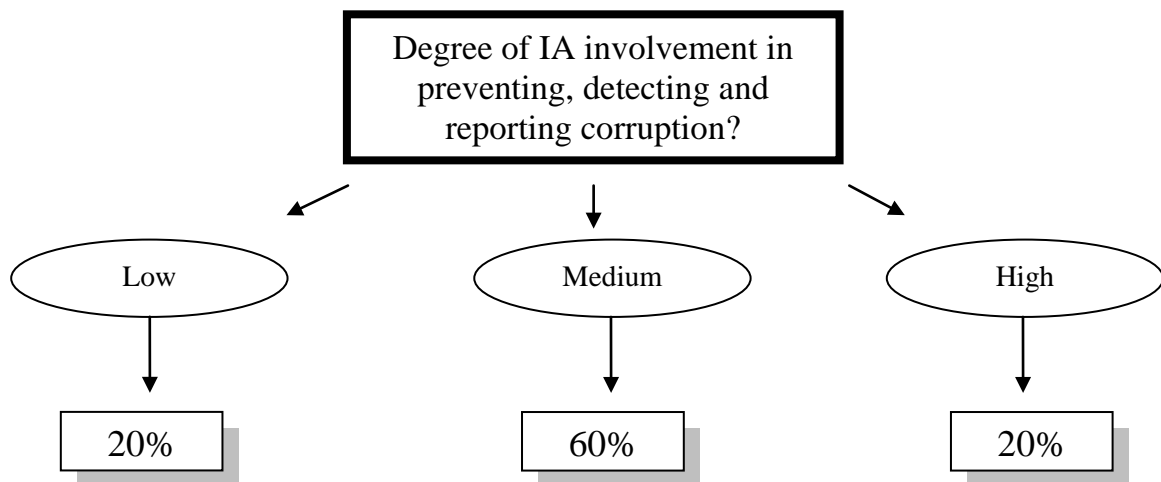 Degree of IA involvement in
preventing, detecting and
reporting corruption?
Low
Medium
High
20%
60%
20%